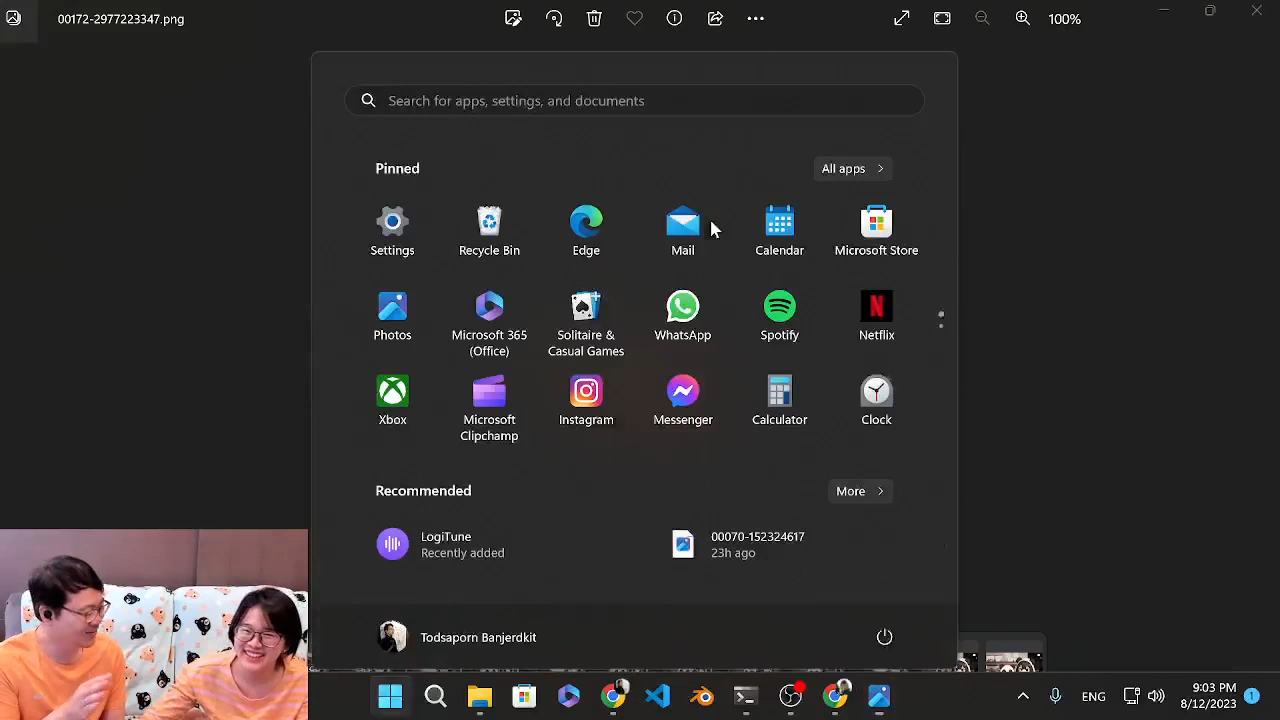 00172-2977223347.png
100%
Search for apps, settings, and documents
Pinned
All apps
Settings
Recycle Bin
Edge
Mail
Calendar
Microsoft Store
Photos
Microsoft 365
(Office)
Solitaire &
Casual Games
WhatsApp
Spotify
Netflix
Xbox
Microsoft
Clipchamp
Instagram
Messenger
Calculator
Clock
Recommended
More
LogiTune
Recently added
00070-152324617
23h ago
Todsaporn Banjerdkit
ENG
9:03 PM
8/12/2023
1